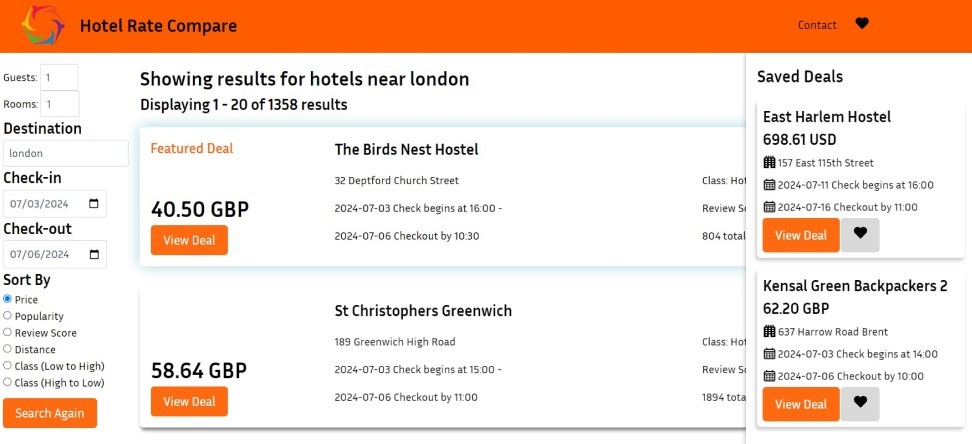 Hotel Rate Compare
Contact
Guests: 1
Rooms: 1
Destination
london
Check-in
07/03/2024
Check-out
07/06/2024
Sort By
Price
Popularity
Review Score
Distance
Class (Low to High)
Class (High to Low)
Search Again
Showing results for hotels near london
Displaying 1 - 20 of 1358 results
Featured Deal
40.50 GBP
View Deal
The Birds Nest Hostel
32 Deptford Church Street
2024-07-03 Check begins at 16:00 -
2024-07-06 Checkout by 10:30
Class: Hot
Review Sc
804 total
58.64 GBP
View Deal
St Christophers Greenwich
189 Greenwich High Road
2024-07-03 Check begins at 15:00 -
2024-07-06 Checkout by 11:00
Class: Hot
Review Sc
1894 tota
Saved Deals
East Harlem Hostel
698.61 USD
157 East 115th Street
2024-07-11 Check begins at 16:00
2024-07-16 Checkout by 11:00
View Deal
Kensal Green Backpackers 2
62.20 GBP
637 Harrow Road Brent
2024-07-03 Check begins at 14:00
2024-07-06 Checkout by 10:00
View Deal